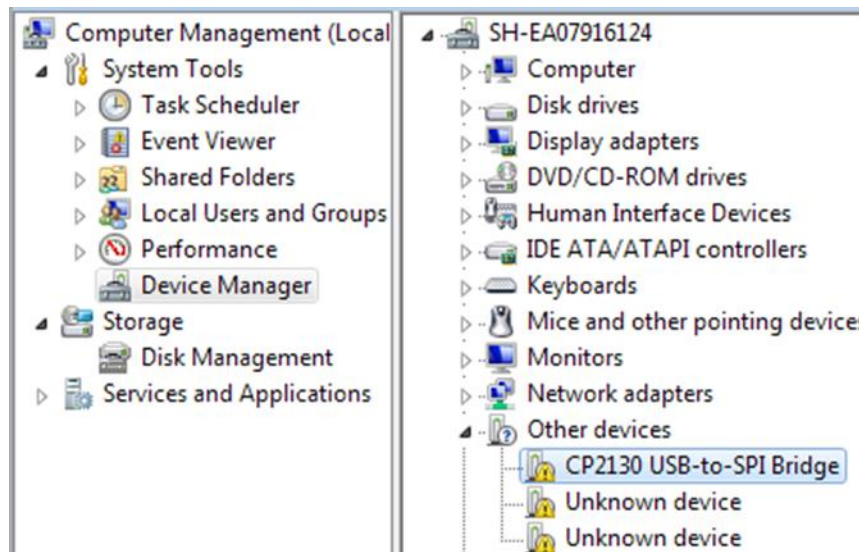 Computer Management (Local
System Tools
Task Scheduler
Event Viewer
Shared Folders
Local Users and Groups
Performance
Device Manager
Storage
Disk Management
Services and Applications
SH-EA07916124
Computer
Disk drives
Display adapters
DVD/CD-ROM drives
Human Interface Devices
IDE ATA/ATAPI controllers
Keyboards
Mice and other pointing devices
Monitors
Network adapters
Other devices
CP2130 USB-to-SPI Bridge
Unknown device
Unknown device